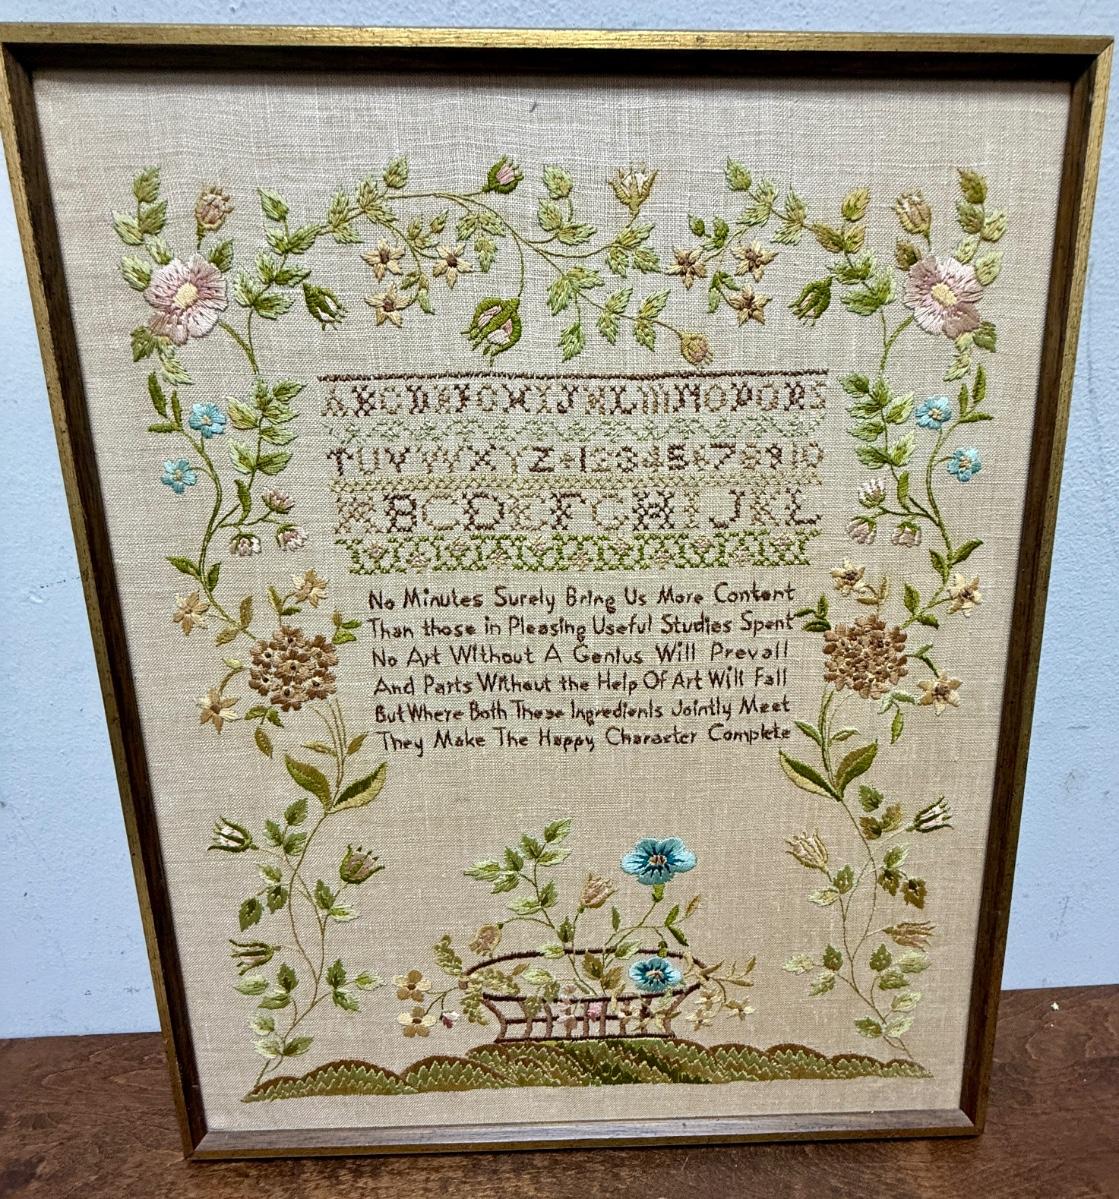 ABCDEFGHIJKLMNOPQRS
TUVWXYZ+12345678910
ABCDEFGHIJKL
No Minutes Surely Bring Us More Content
Than those in Pleasing Useful Studies Spent
No Art Without A Genius Will Prevail
And Parts Without the Help Of Art Will Fall
But Where Both These Ingredients Jointly Meet
They Make The Happy Character Complete